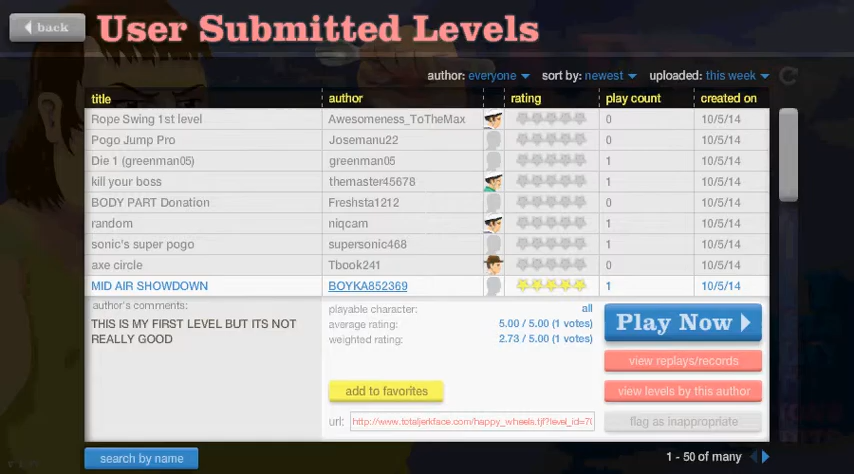 back
User Submitted Levels
author: everyone sort by: newest uploaded: this week
title author rating play count created on
Rope Swing 1st level Awesomeness_ToTheMax 0 10/5/14
Pogo Jump Pro Josemanu22 0 10/5/14
Die 1 (greenman05) greenman05 1 10/5/14
kill your boss themaster45678 1 10/5/14
BODY PART Donation Freshsta1212 0 10/5/14
random niqcam 1 10/5/14
sonic's super pogo supersonic468 1 10/5/14
axe circle Tbook241 0 10/5/14
MID AIR SHOWDOWN BOYKA852369 1 10/5/14
author's comments:
THIS IS MY FIRST LEVEL BUT ITS NOT
REALLY GOOD
playable character: all
average rating: 5.00 / 5.00 (1 votes)
weighted rating: 2.73 / 5.00 (1 votes)
add to favorites
url: http://www.totaljerkface.com/happy_wheels.tjf?level_id=7
Play Now
view replays/records
view levels by this author
flag as inappropriate
search by name
1 - 50 of many